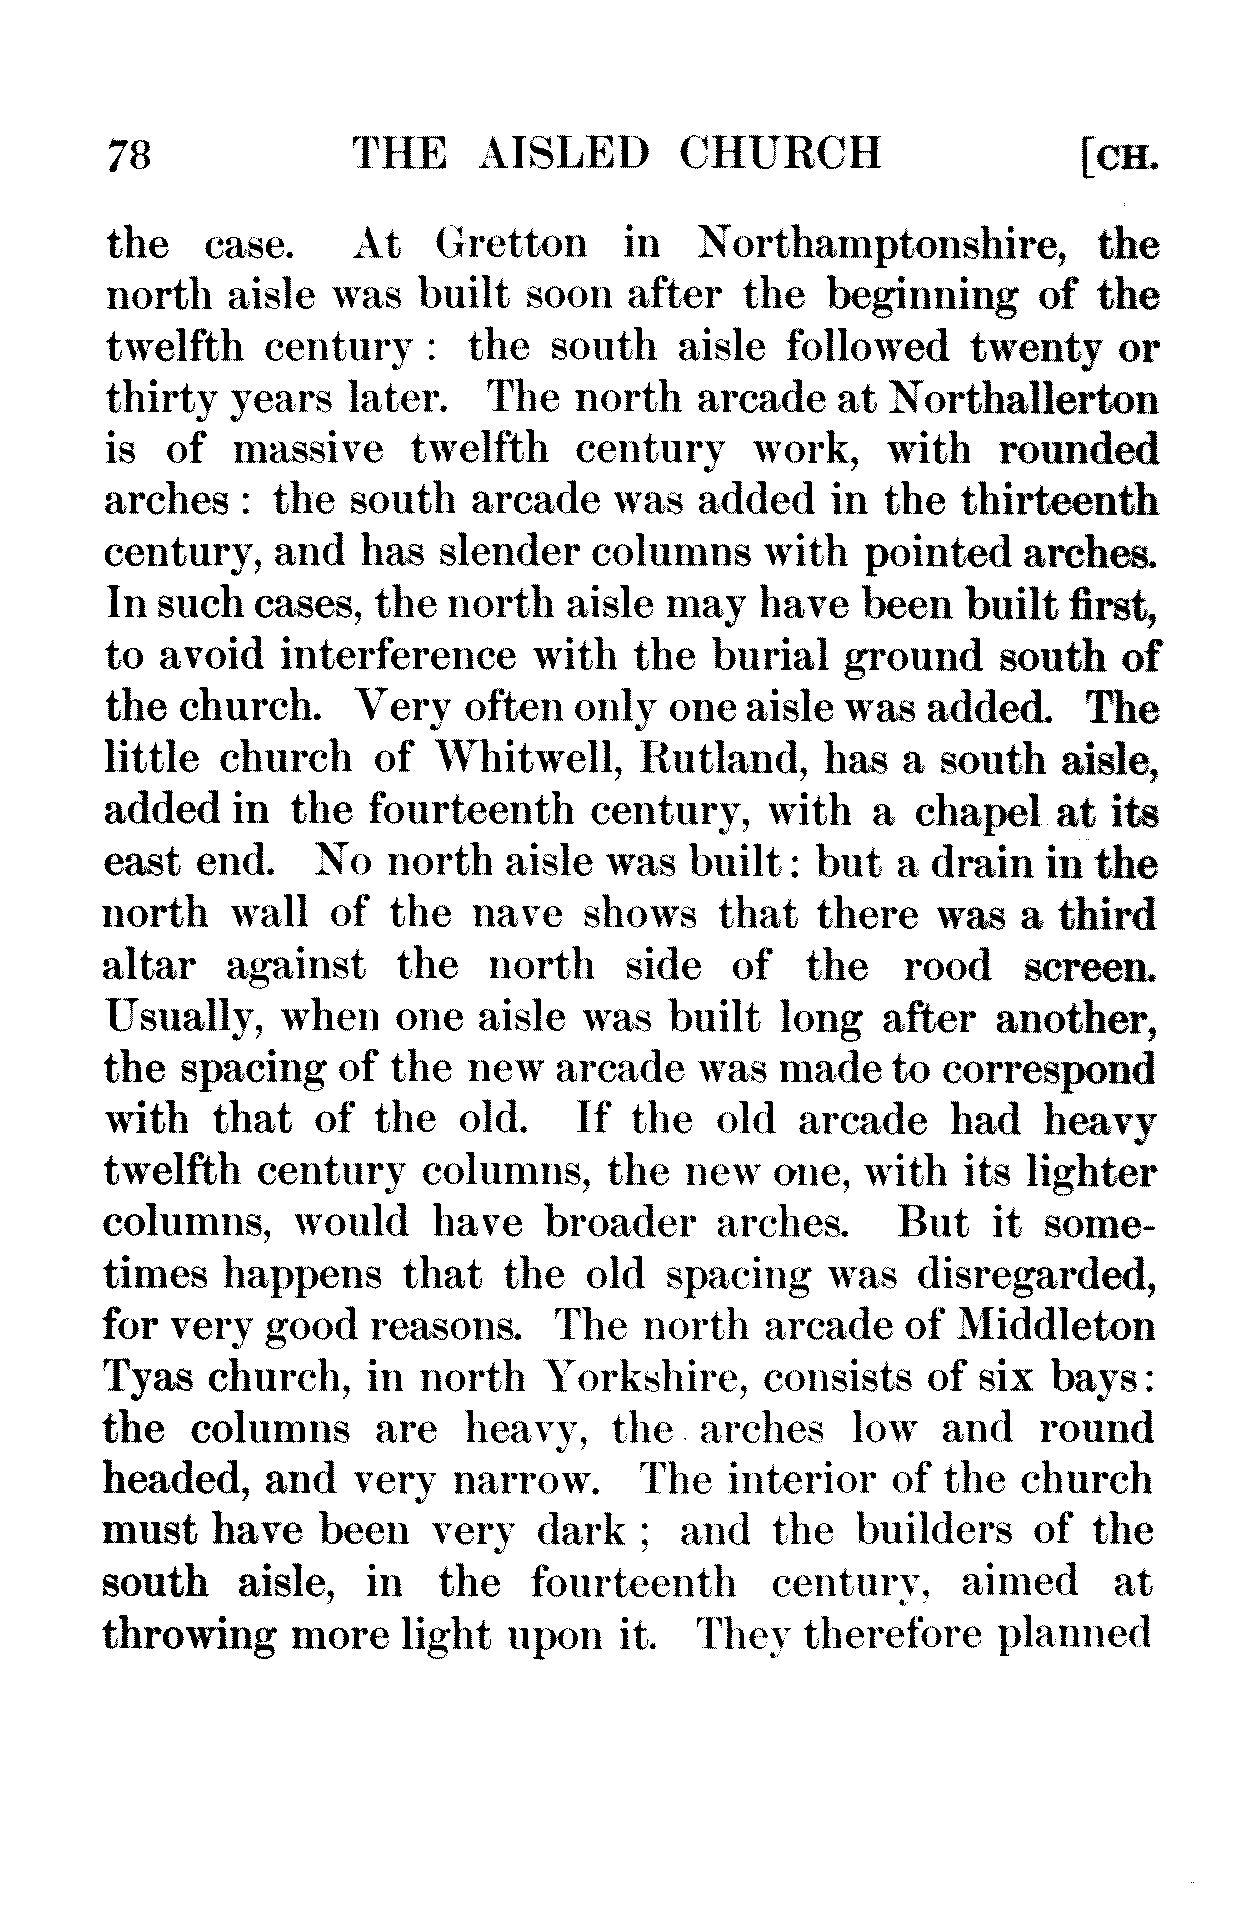 78 THE AISLED CHURCH [CH.
the case. At Gretton in Northamptonshire, the
north aisle was built soon after the beginning of the
twelfth century : the south aisle followed twenty or
thirty years later. The north arcade at Northallerton
is of massive twelfth century work, with rounded
arches : the south arcade was added in the thirteenth
century, and has slender columns with pointed arches.
In such cases, the north aisle may have been built first,
to avoid interference with the burial ground south of
the church. Very often only one aisle was added. The
little church of Whitwell, Rutland, has a south aisle,
added in the fourteenth century, with a chapel at its
east end. No north aisle was built : but a drain in the
north wall of the nave shows that there was a third
altar against the north side of the rood screen.
Usually, when one aisle was built long after another,
the spacing of the new arcade was made to correspond
with that of the old. If the old arcade had heavy
twelfth century columns, the new one, with its lighter
columns, would have broader arches. But it some-
times happens that the old spacing was disregarded,
for very good reasons. The north arcade of Middleton
Tyas church, in north Yorkshire, consists of six bays :
the columns are heavy, the arches low and round
headed, and very narrow. The interior of the church
must have been very dark ; and the builders of the
south aisle, in the fourteenth century, aimed at
throwing more light upon it. They therefore planned